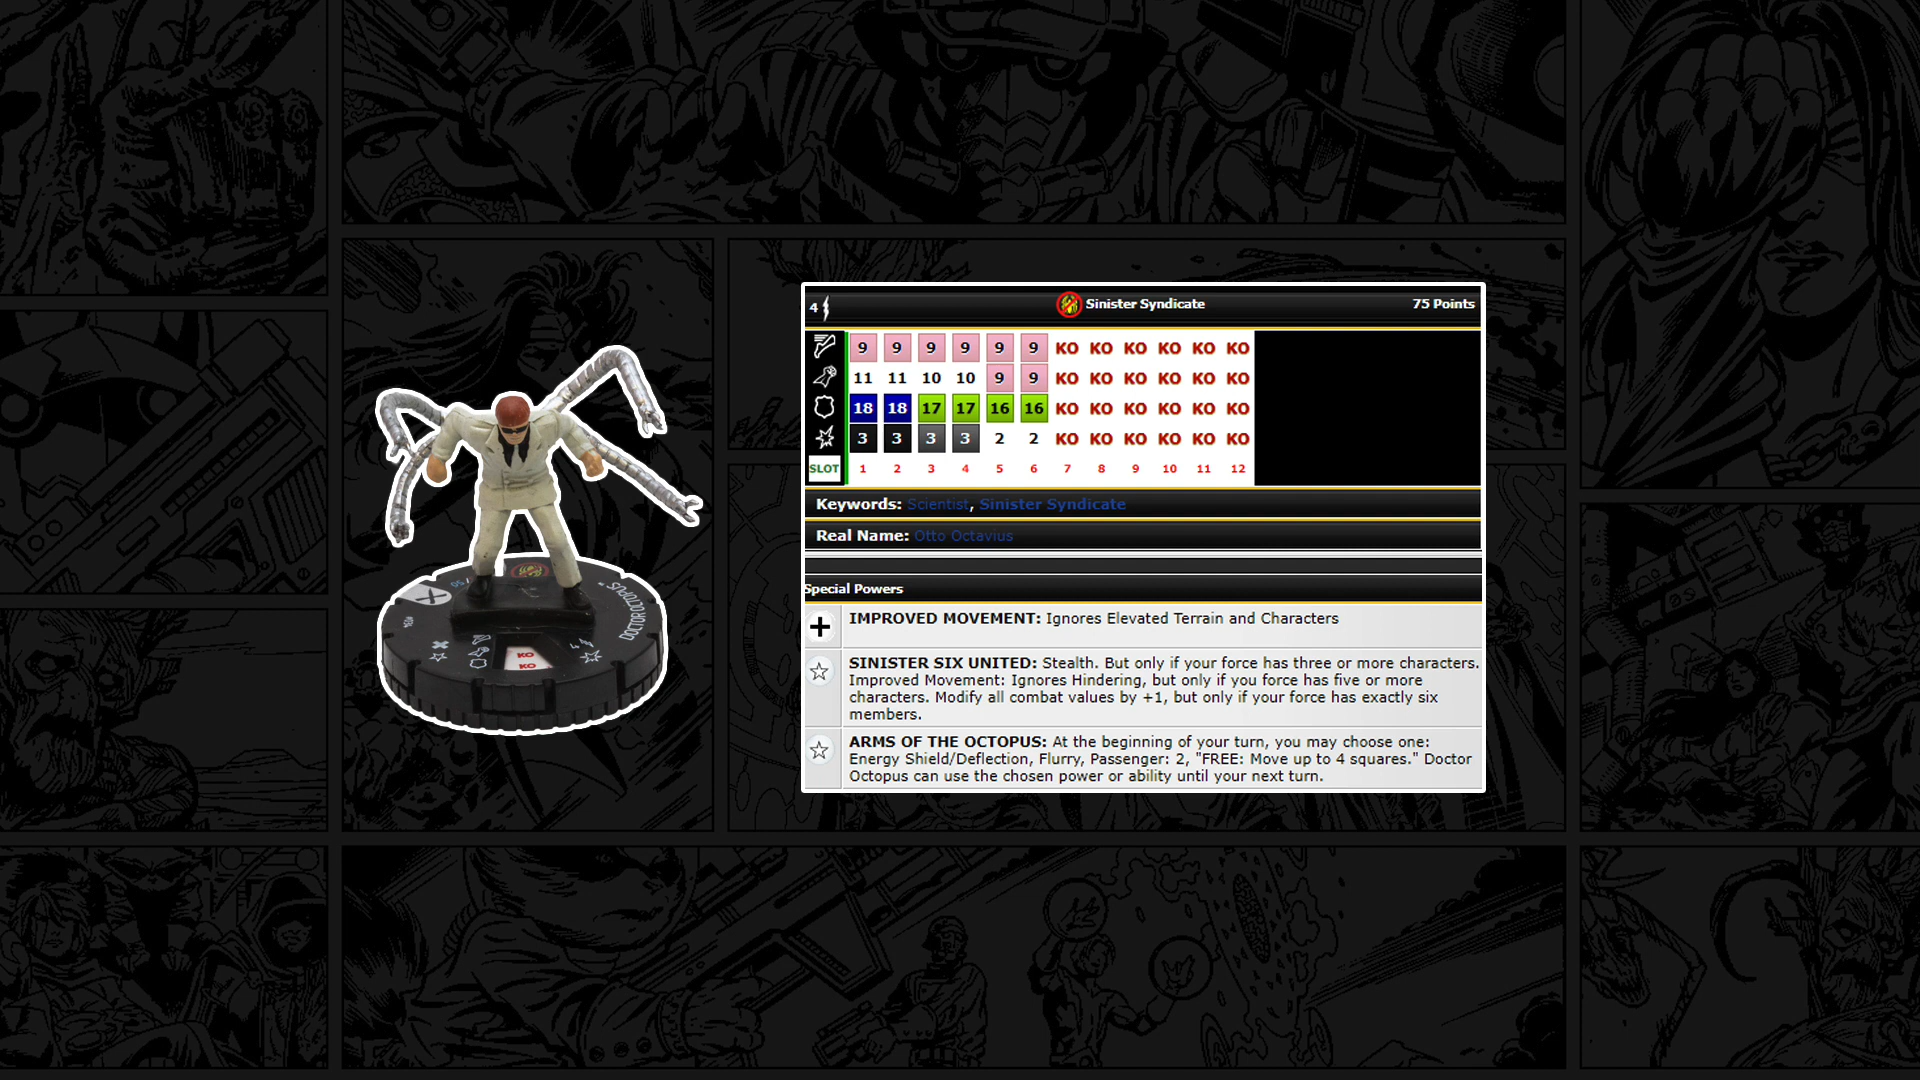 4 Sinister Syndicate 75 Points
9 9 9 9 9 9 KO KO KO KO KO KO
11 11 10 10 9 9 KO KO KO KO KO KO
18 18 17 17 16 16 KO KO KO KO KO KO
3 3 3 3 2 2 KO KO KO KO KO KO
SLOT 1 2 3 4 5 6 7 8 9 10 11 12
Keywords: Scientist, Sinister Syndicate
Real Name: Otto Octavius
Special Powers
IMPROVED MOVEMENT: Ignores Elevated Terrain and Characters
SINISTER SIX UNITED: Stealth. But only if your force has three or more characters.
Improved Movement: Ignores Hindering, but only if you force has five or more
characters. Modify all combat values by +1, but only if your force has exactly six
members.
ARMS OF THE OCTOPUS: At the beginning of your turn, you may choose one:
Energy Shield/Deflection, Flurry, Passenger: 2, "FREE: Move up to 4 squares." Doctor
Octopus can use the chosen power or ability until your next turn.
DOCTOR OCTOPUS
KO
KO